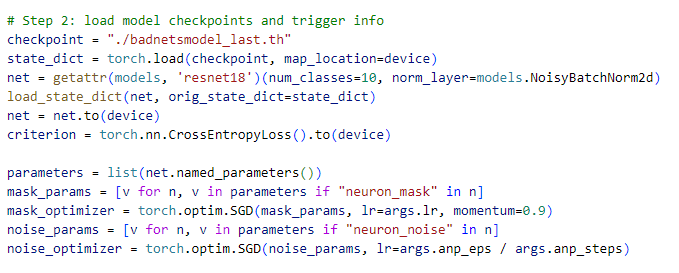 # Step 2: load model checkpoints and trigger info
checkpoint = "./badnetsmodel_last.th"
state_dict = torch.load(checkpoint, map_location=device)
net = getattr(models, 'resnet18')(num_classes=10, norm_layer=models.NoisyBatchNorm2d)
load_state_dict(net, orig_state_dict=state_dict)
net = net.to(device)
criterion = torch.nn.CrossEntropyLoss().to(device)

parameters = list(net.named_parameters())
mask_params = [v for n, v in parameters if "neuron_mask" in n]
mask_optimizer = torch.optim.SGD(mask_params, lr=args.lr, momentum=0.9)
noise_params = [v for n, v in parameters if "neuron_noise" in n]
noise_optimizer = torch.optim.SGD(noise_params, lr=args.anp_eps / args.anp_steps)